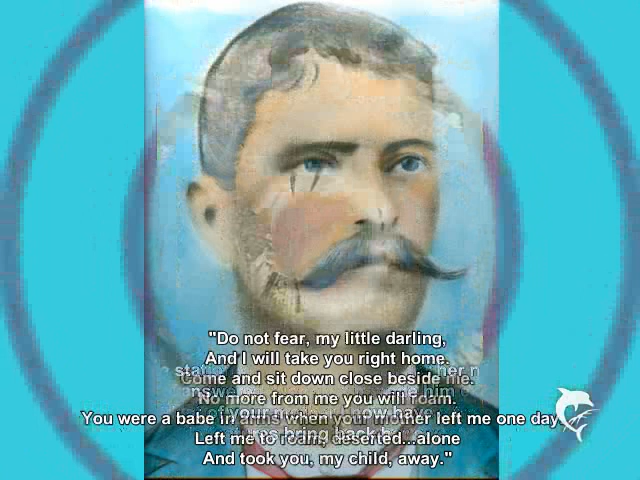 "Do not fear, my little darling,
And I will take you right home.
Come and sit down close beside me.
No more from me you will roam.
You were a babe in arms when your mother left me one day
Left me to roam, deserted...alone
And took you, my child, away."